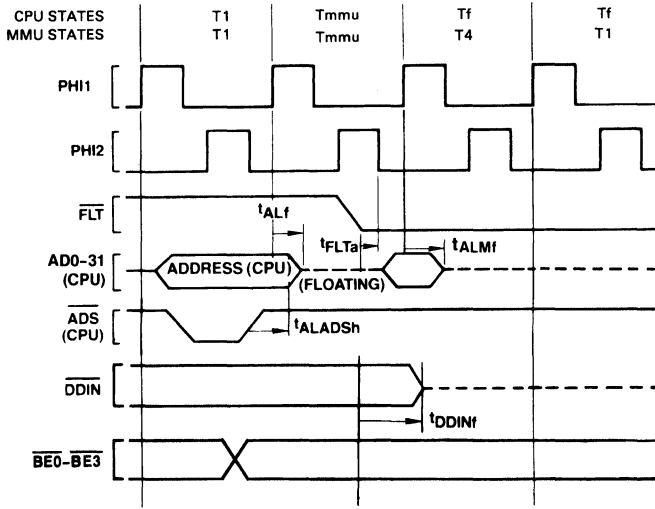 CPU STATES T1 Tmmu Tf Tf
MMU STATES T1 Tmmu T4 T1
PHI1
PHI2
FLT
tALf
tFLTa
tALMf
AD0-31
(CPU)
ADDRESS (CPU)
(FLOATING)
ADS
(CPU)
tALADSh
DDIN
tDDINf
BE0-BE3